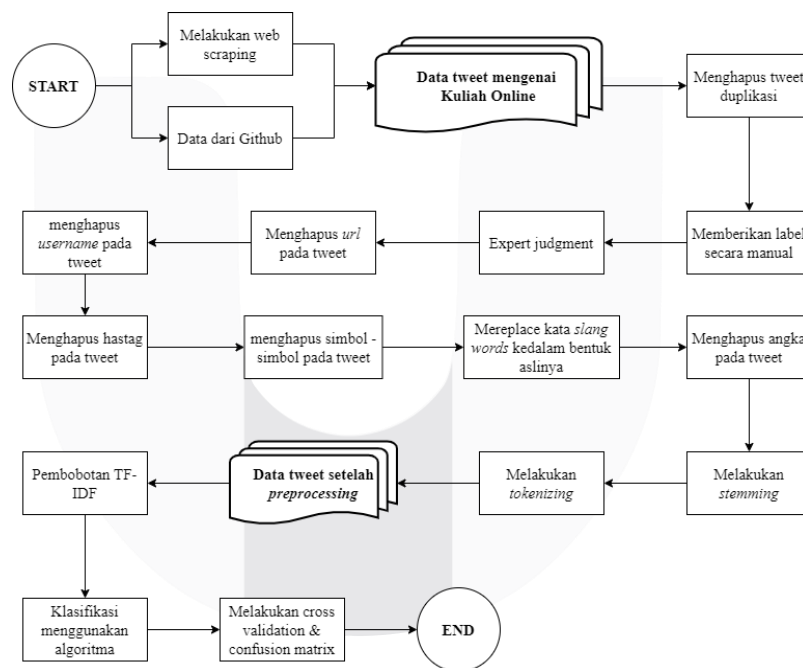 Melakukan web
scraping
START
Data dari Github
Data tweet mengenai
Kuliah Online
Menghapus tweet
duplikasi
Memberikan label
secara manual
Expert judgment
Menghapus url
pada tweet
menghapus
username pada
tweet
Menghapus hastag
pada tweet
menghapus simbol -
simbol pada tweet
Mereplace kata slang
words kedalam bentuk
aslinya
Menghapus angka
pada tweet
Melakukan
stemming
Melakukan
tokenizing
Data tweet setelah
preprocessing
Pembobotan TF-
IDF
Klasifikasi
menggunakan
algoritma
Melakukan cross
validation &
confusion matrix
END